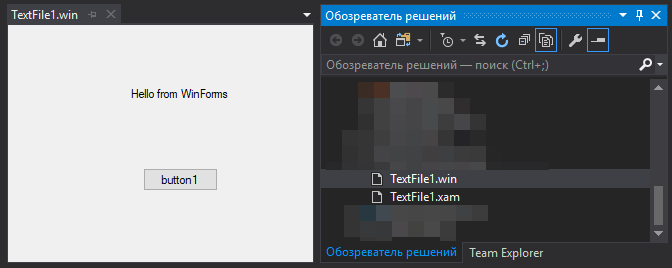 TextFile1.win
Hello from WinForms
button1
Обозреватель решений
Обозреватель решений — поиск (Ctrl+;)
TextFile1.win
TextFile1.xam
Обозреватель решений Team Explorer